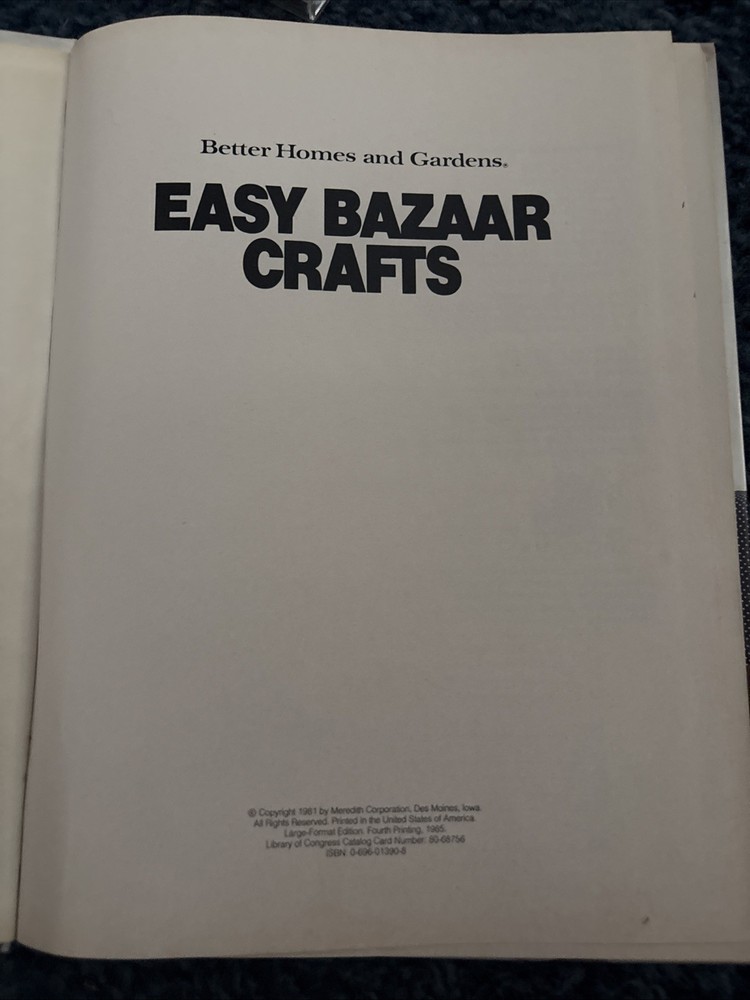 Better Homes and Gardens®
EASY BAZAAR
CRAFTS
© Copyright 1981 by Meredith Corporation, Des Moines, Iowa.
All Rights Reserved. Printed in the United States of America.
Large-Format Edition. Fourth Printing, 1985.
Library of Congress Catalog Card Number: 80-68756
ISBN: 0-696-01390-8